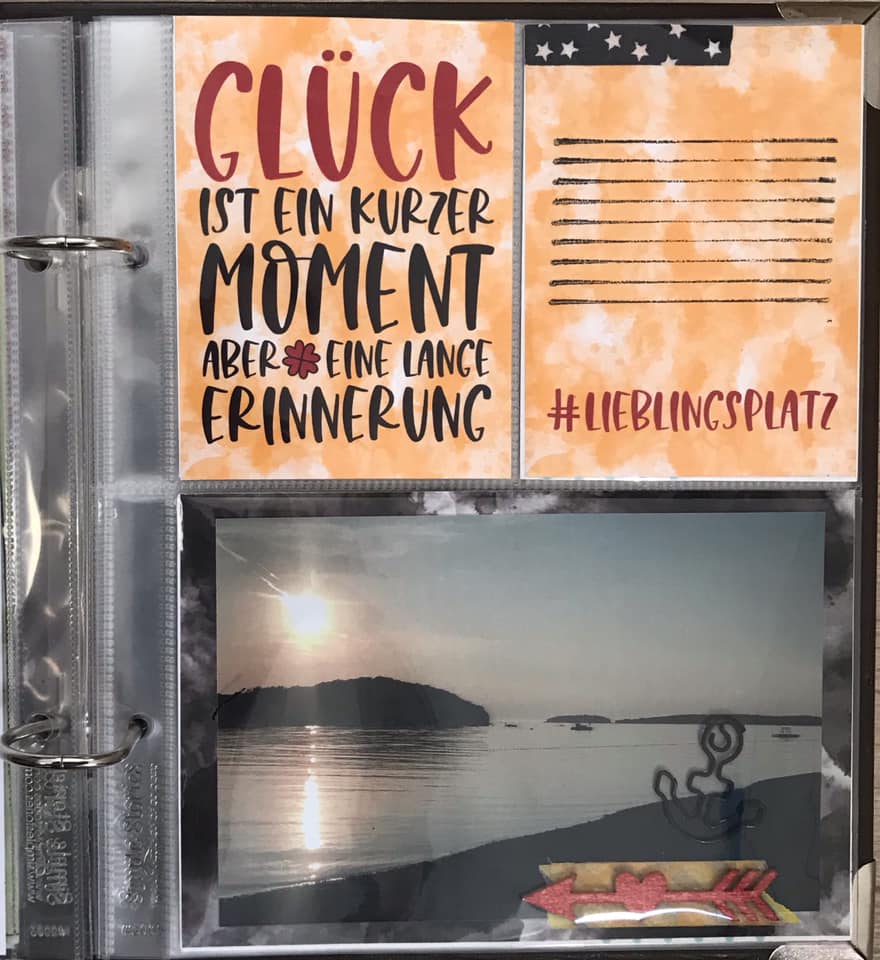 GLÜCK
IST EIN KURZER
MOMENT
ABER EINE LANGE
ERINNERUNG
#LIEBLINGSPLATZ